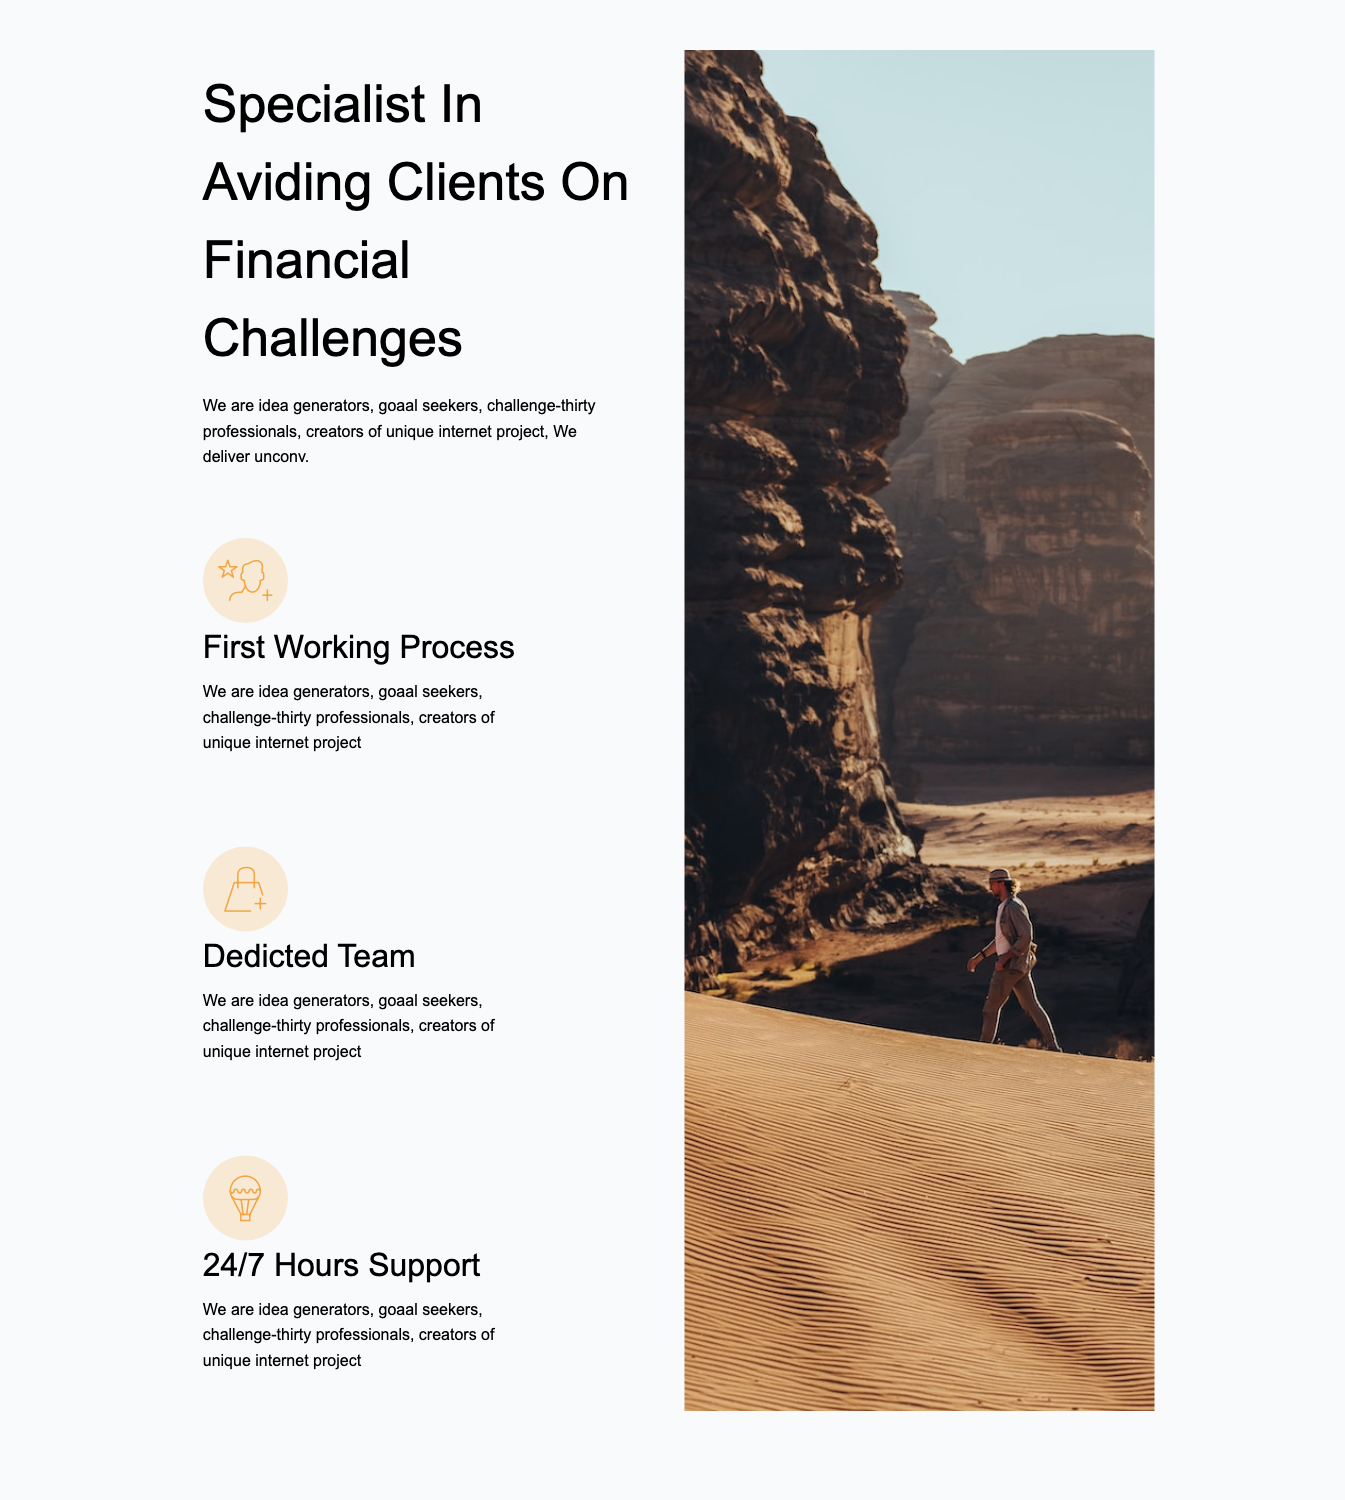 Specialist In
Aviding Clients On
Financial
Challenges
We are idea generators, goaal seekers, challenge-thirty
professionals, creators of unique internet project, We
deliver unconv.
First Working Process
We are idea generators, goaal seekers,
challenge-thirty professionals, creators of
unique internet project
Dedicted Team
We are idea generators, goaal seekers,
challenge-thirty professionals, creators of
unique internet project
24/7 Hours Support
We are idea generators, goaal seekers,
challenge-thirty professionals, creators of
unique internet project